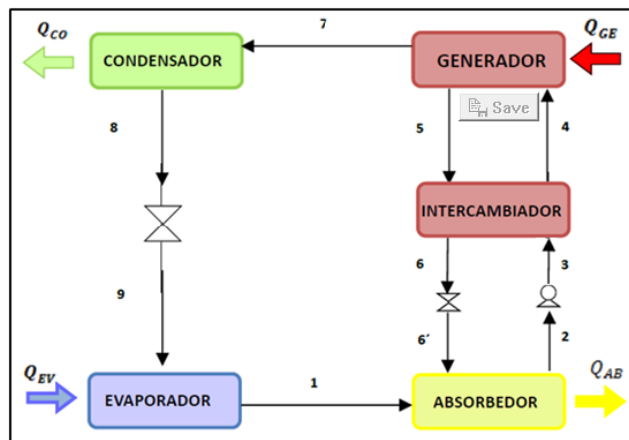 Q_CO
7
Q_GE
CONDENSADOR
GENERADOR
Save
8
5
4
INTERCAMBIADOR
6
3
9
6´
2
Q_EV
1
Q_AB
EVAPORADOR
ABSORBEDOR